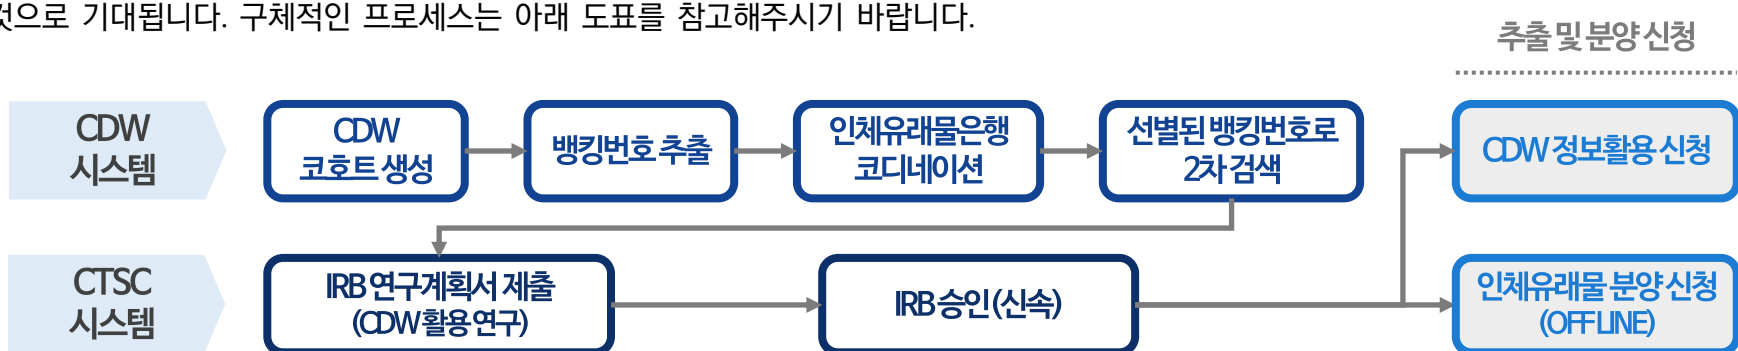 것으로 기대됩니다. 구체적인 프로세스는 아래 도표를 참고해주시기 바랍니다.
추출 및 분양 신청
CDW
시스템
CDW
코호트 생성
뱅킹번호 추출
인체유래물은행
코디네이션
선별된 뱅킹번호로
2차 검색
CDW 정보활용 신청
CTSC
시스템
IRB 연구계획서 제출
(CDW 활용 연구)
IRB 승인 (신속)
인체유래물 분양 신청
(OFFLINE)